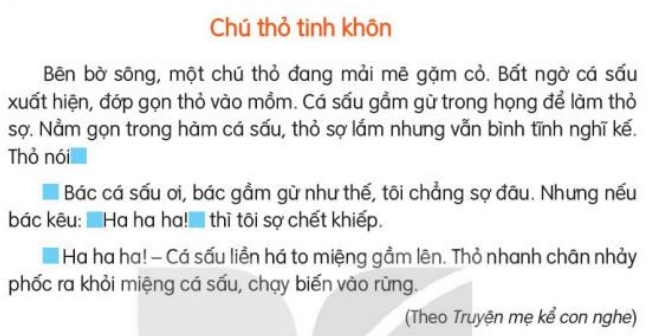 Chú thỏ tinh khôn
Bên bờ sông, một chú thỏ đang mải mê gặm cỏ. Bất ngờ cá sấu
xuất hiện, đớp gọn thỏ vào mồm. Cá sấu gầm gừ trong họng để làm thỏ
sợ. Nằm gọn trong hàm cá sấu, thỏ sợ lắm nhưng vẫn bình tĩnh nghĩ kế.
Thỏ nói
Bác cá sấu ơi, bác gầm gừ như thế, tôi chẳng sợ đâu. Nhưng nếu
bác kêu: Ha ha ha! thì tôi sợ chết khiếp.
Ha ha ha! – Cá sấu liền há to miệng gầm lên. Thỏ nhanh chân nhảy
phốc ra khỏi miệng cá sấu, chạy biến vào rừng.
(Theo Truyện mẹ kể con nghe)